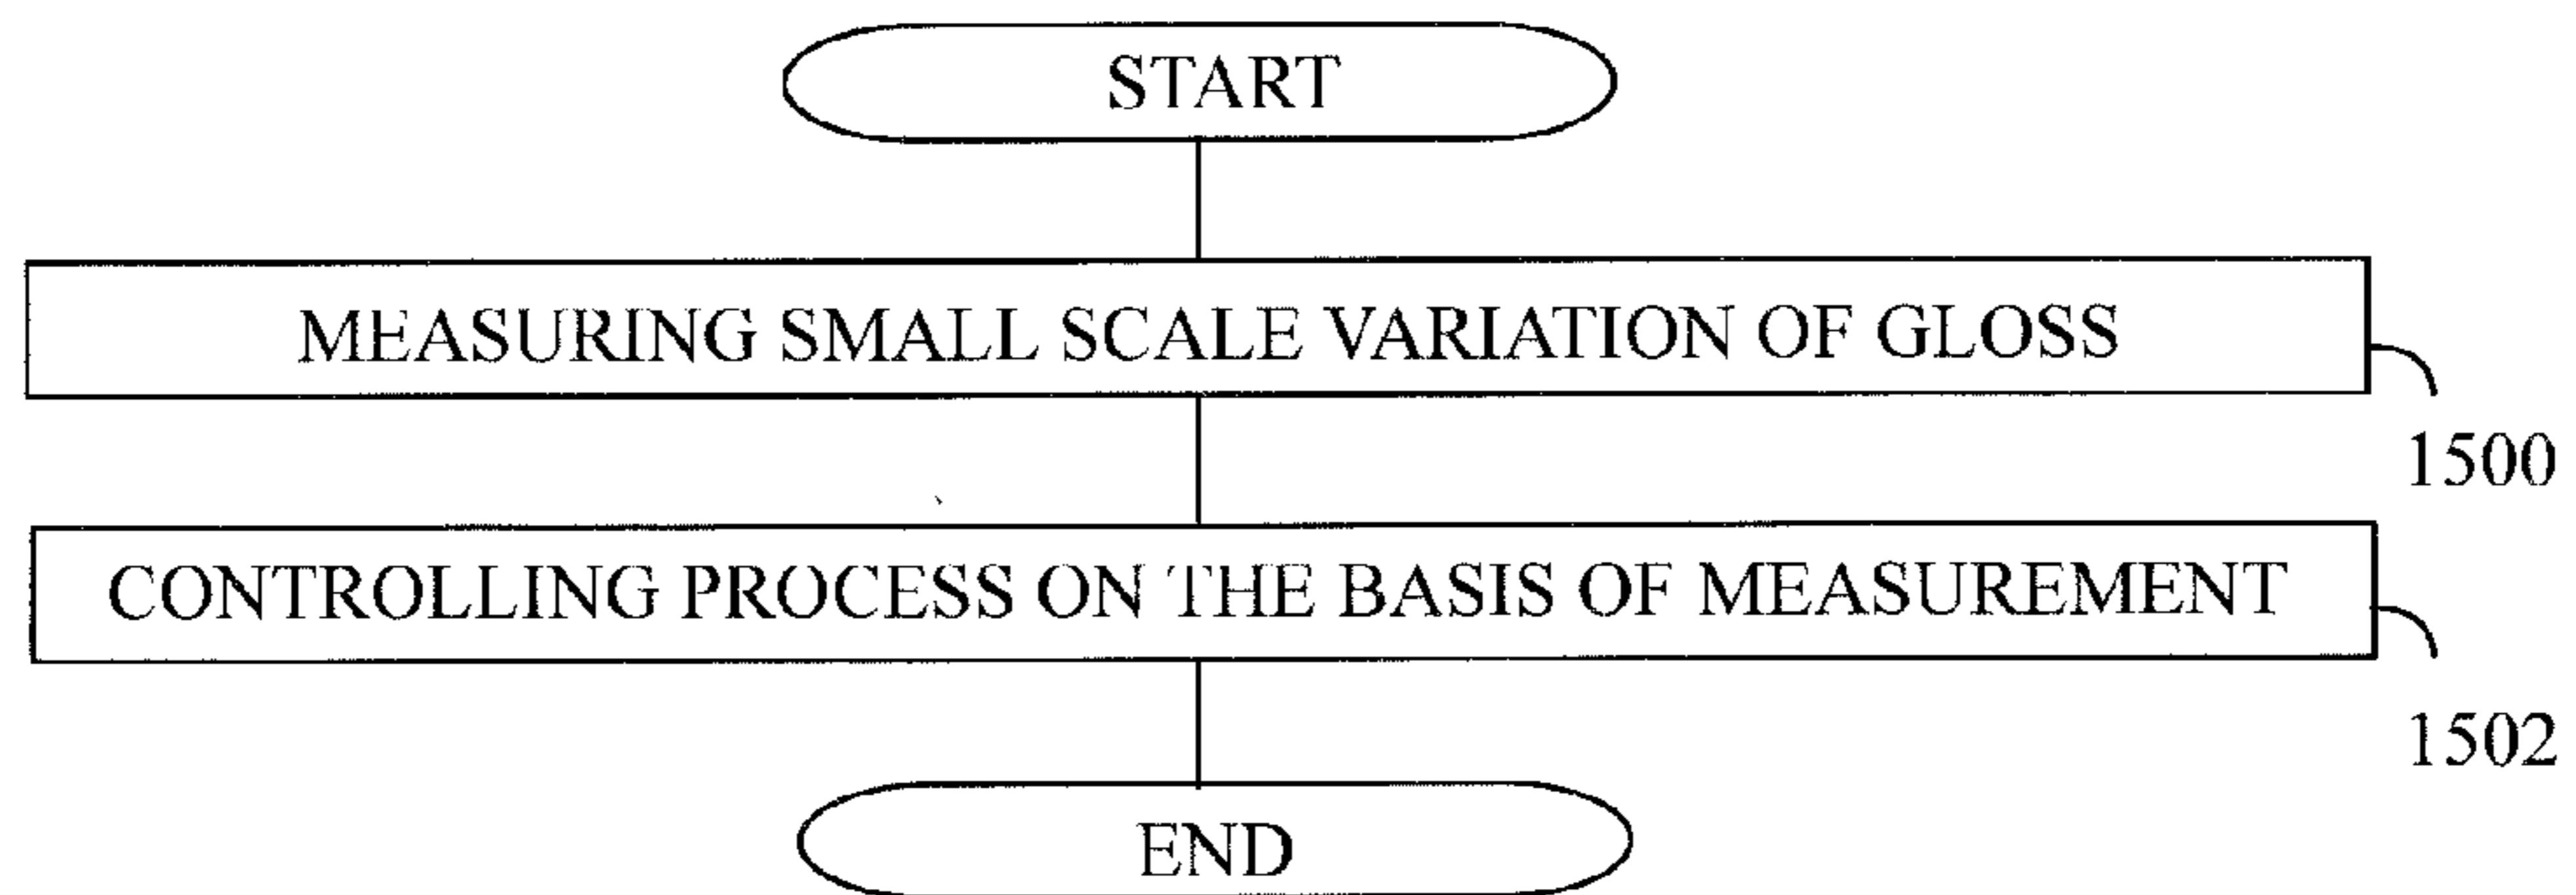 START
MEASURING SMALL SCALE VARIATION OF GLOSS
1500
CONTROLLING PROCESS ON THE BASIS OF MEASUREMENT
1502
END